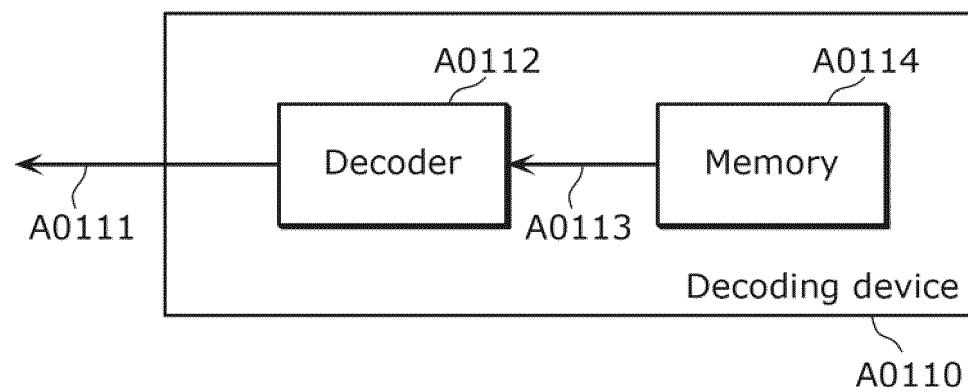 A0112
A0114
Decoder
Memory
A0111
A0113
Decoding device
A0110